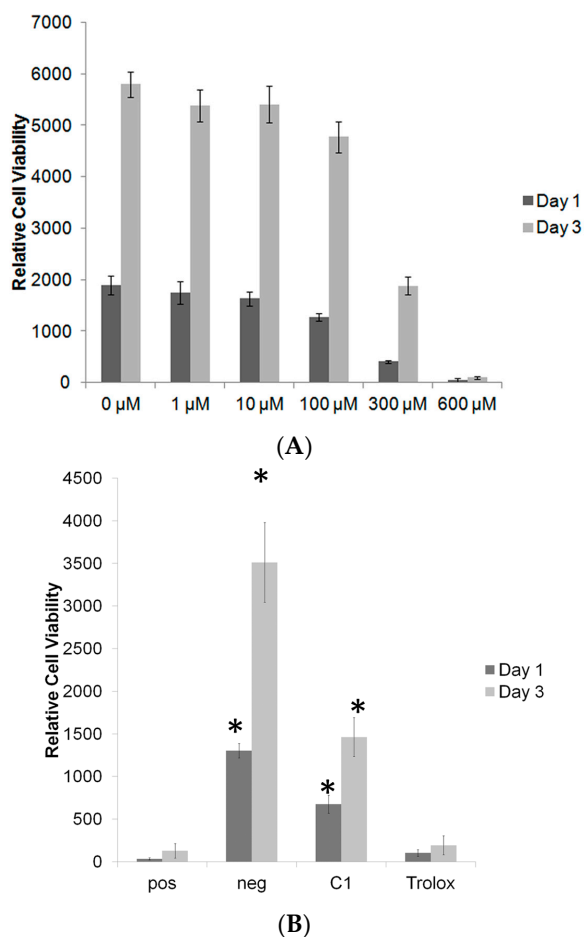 7000
6000
5000
4000
3000
2000
1000
0
Relative Cell Viability
0 µM 1 µM 10 µM 100 µM 300 µM 600 µM
Day 1
Day 3
(A)
4500
4000
3500
3000
2500
2000
1500
1000
500
0
Relative Cell Viability
*
*
*
*
pos neg C1 Trolox
Day 1
Day 3
(B)